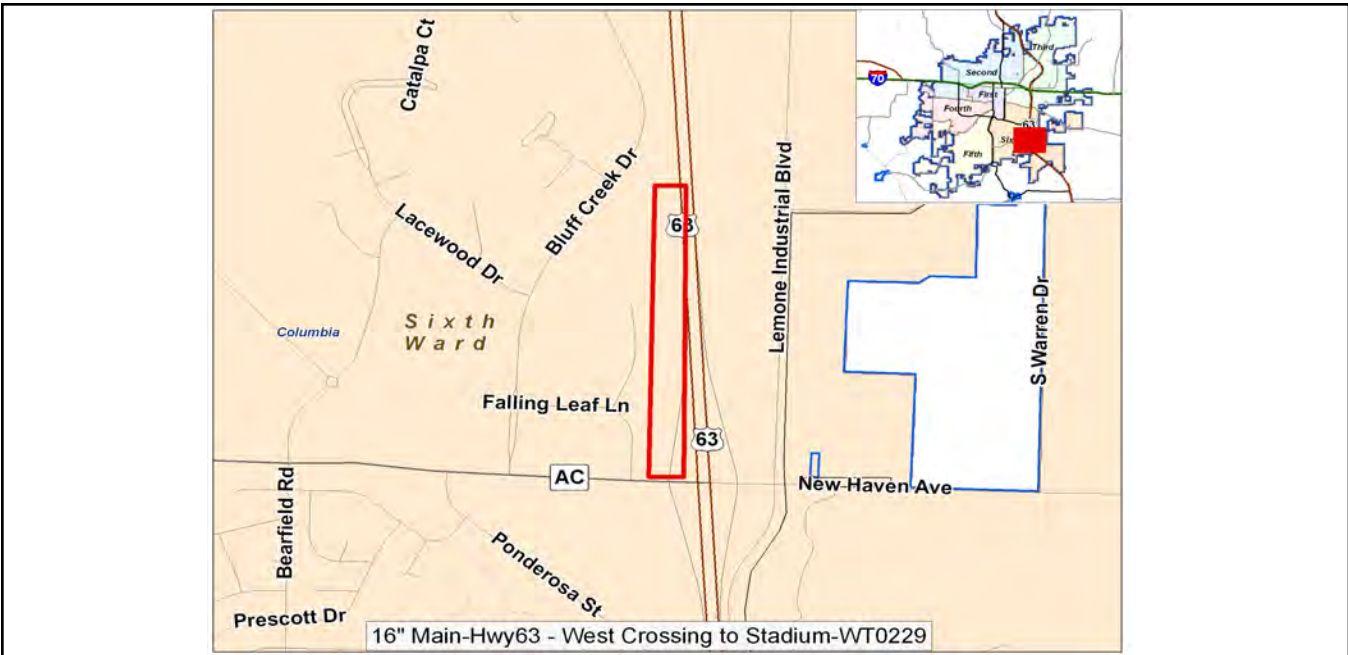 Catalpa Ct
Third
Second
70
First
Fourth
63
Fifth
Bluff Creek Dr
Lemone Industrial Blvd
Lacewood Dr
63
S-Warren-Dr
Columbia
Sixth
Ward
Falling Leaf Ln
63
AC
New Haven Ave
Bearfield Rd
Ponderosa St
Prescott Dr
16" Main-Hwy63 - West Crossing to Stadium-WT0229